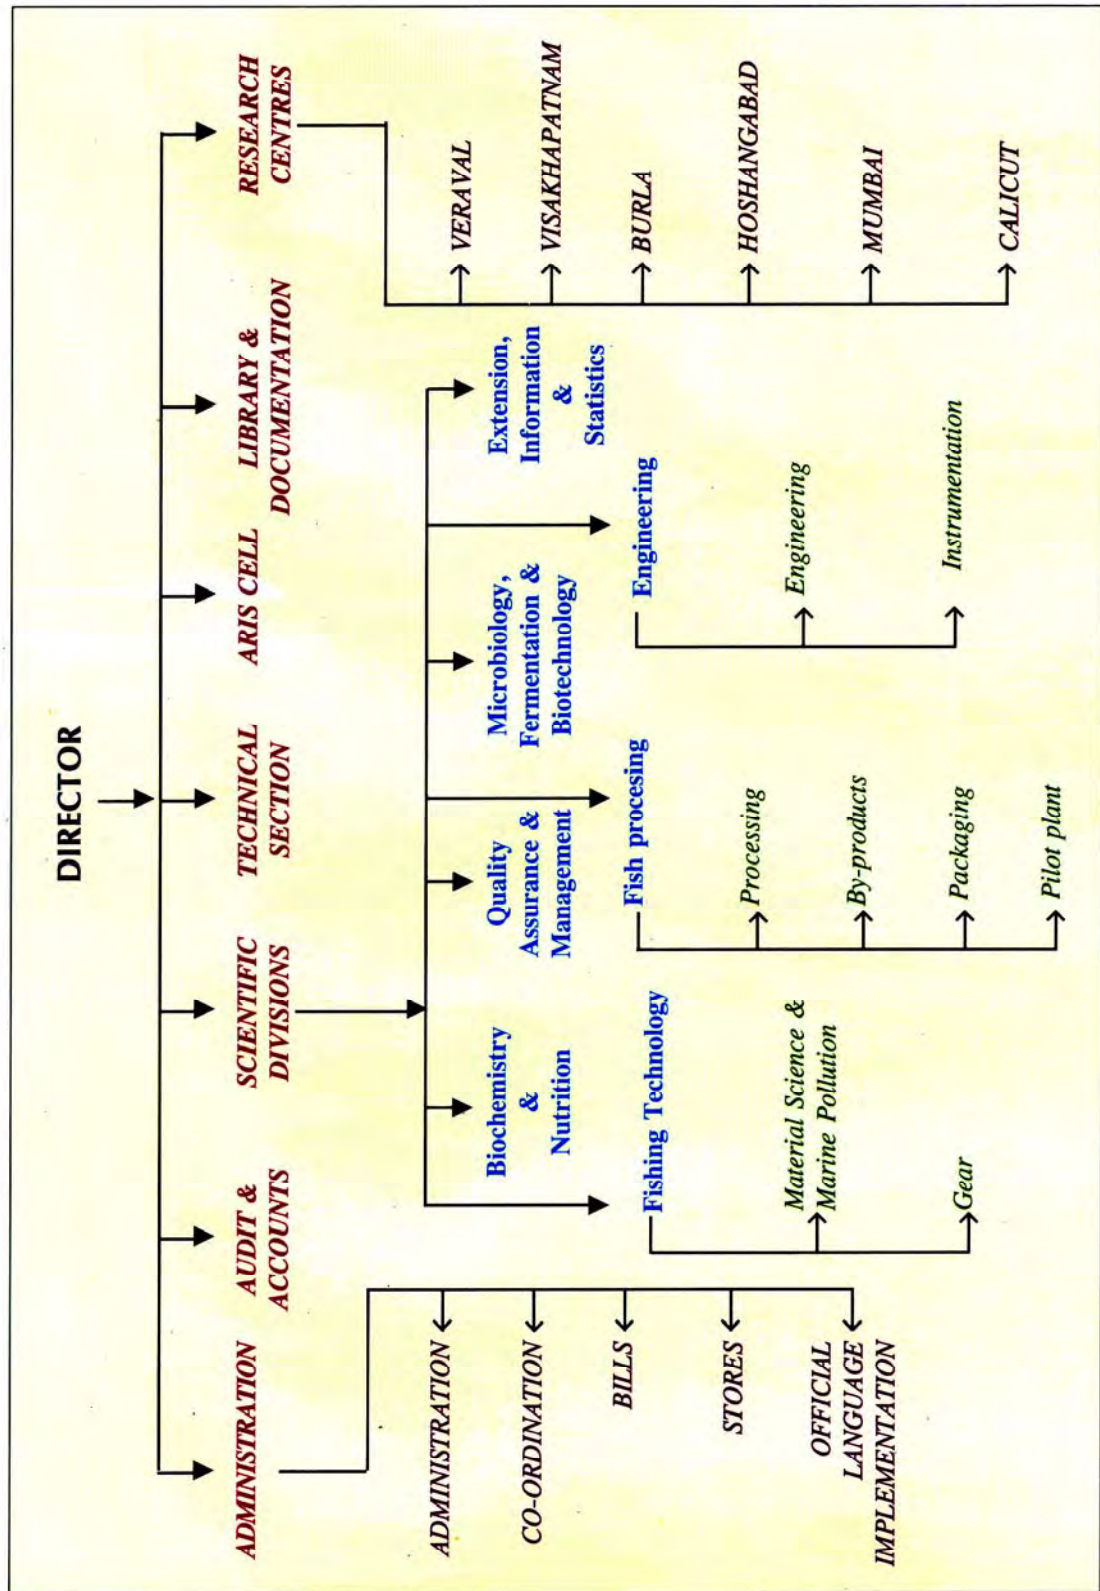 DIRECTOR
ADMINISTRATION
AUDIT &
ACCOUNTS
SCIENTIFIC
DIVISIONS
TECHNICAL
SECTION
ARIS CELL
LIBRARY &
DOCUMENTATION
RESEARCH
CENTRES
ADMINISTRATION
CO-ORDINATION
BILLS
STORES
OFFICIAL
LANGUAGE
IMPLEMENTATION
Biochemistry
&
Nutrition
Quality
Assurance &
Management
Microbiology,
Fermentation &
Biotechnology
Extension,
Information
&
Statistics
Fishing Technology
Material Science &
Marine Pollution
Gear
Fish procesing
Processing
By-products
Packaging
Pilot plant
Engineering
Engineering
Instrumentation
VERAVAL
VISAKHAPATNAM
BURLA
HOSHANGABAD
MUMBAI
CALICUT